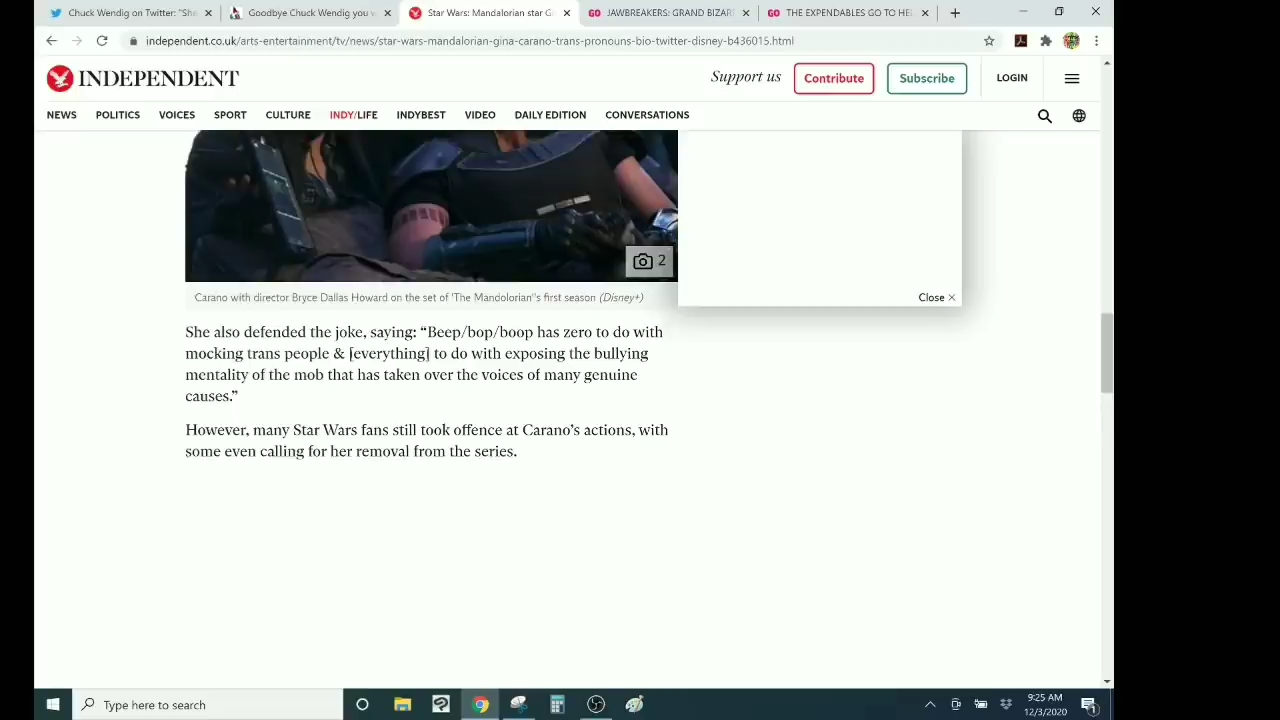 Chuck Wendig on Twitter: "She
Goodbye Chuck Wendig you v
Star Wars: Mandalorian star G
GO JAWBREAKERS: GRAND BIZAR
GO THE EXPENDABLES GO TO HE
independent.co.uk/arts-entertainment/tv/news/star-wars-mandalorian-gina-carano-trans-pronouns-bio-twitter-disney-b436015.html
INDEPENDENT
Support us
Contribute
Subscribe
LOGIN
NEWS POLITICS VOICES SPORT CULTURE INDY/LIFE INDYBEST VIDEO DAILY EDITION CONVERSATIONS
2
Carano with director Bryce Dallas Howard on the set of 'The Mandolorian''s first season (Disney+)
Close ×
She also defended the joke, saying: “Beep/bop/boop has zero to do with
mocking trans people & [everything] to do with exposing the bullying
mentality of the mob that has taken over the voices of many genuine
causes.”
However, many Star Wars fans still took offence at Carano’s actions, with
some even calling for her removal from the series.
Type here to search
9:25 AM
12/3/2020
1